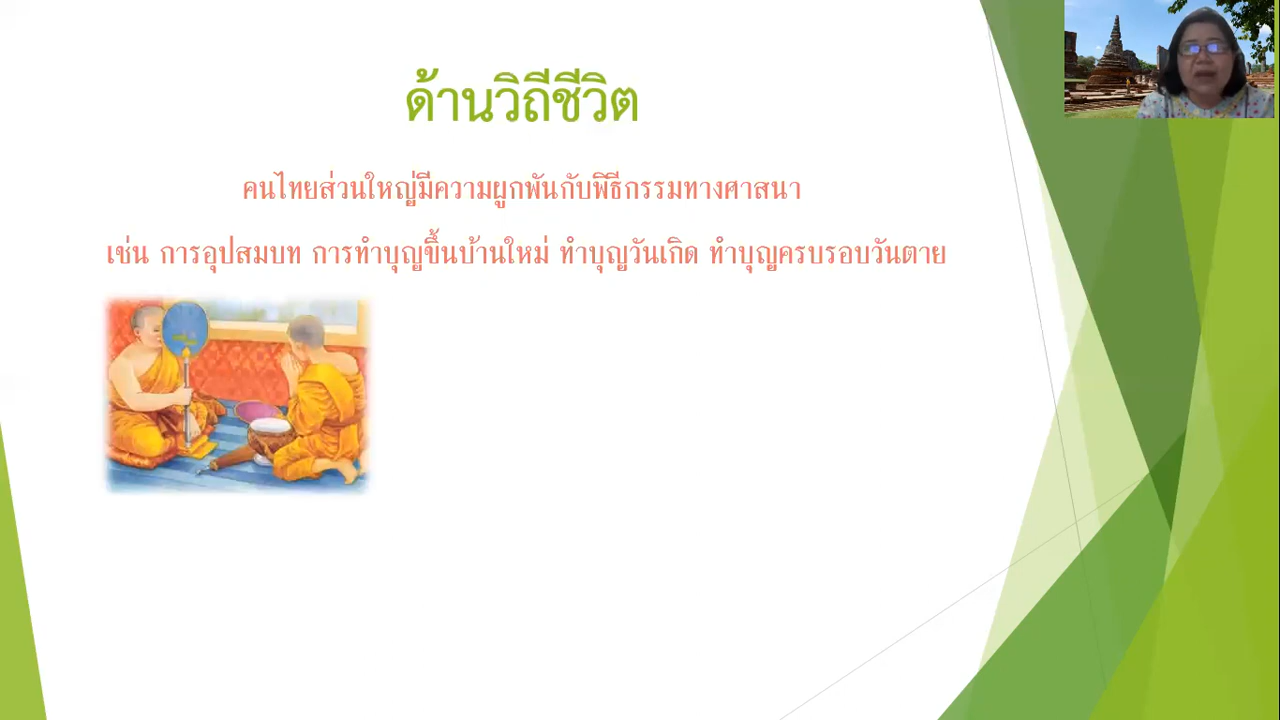 ด้านวิถีชีวิต
คนไทยส่วนใหญ่มีความผูกพันกับพิธีกรรมทางศาสนา
เช่น การอุปสมบท การทำบุญขึ้นบ้านใหม่ ทำบุญวันเกิด ทำบุญครบรอบวันตาย